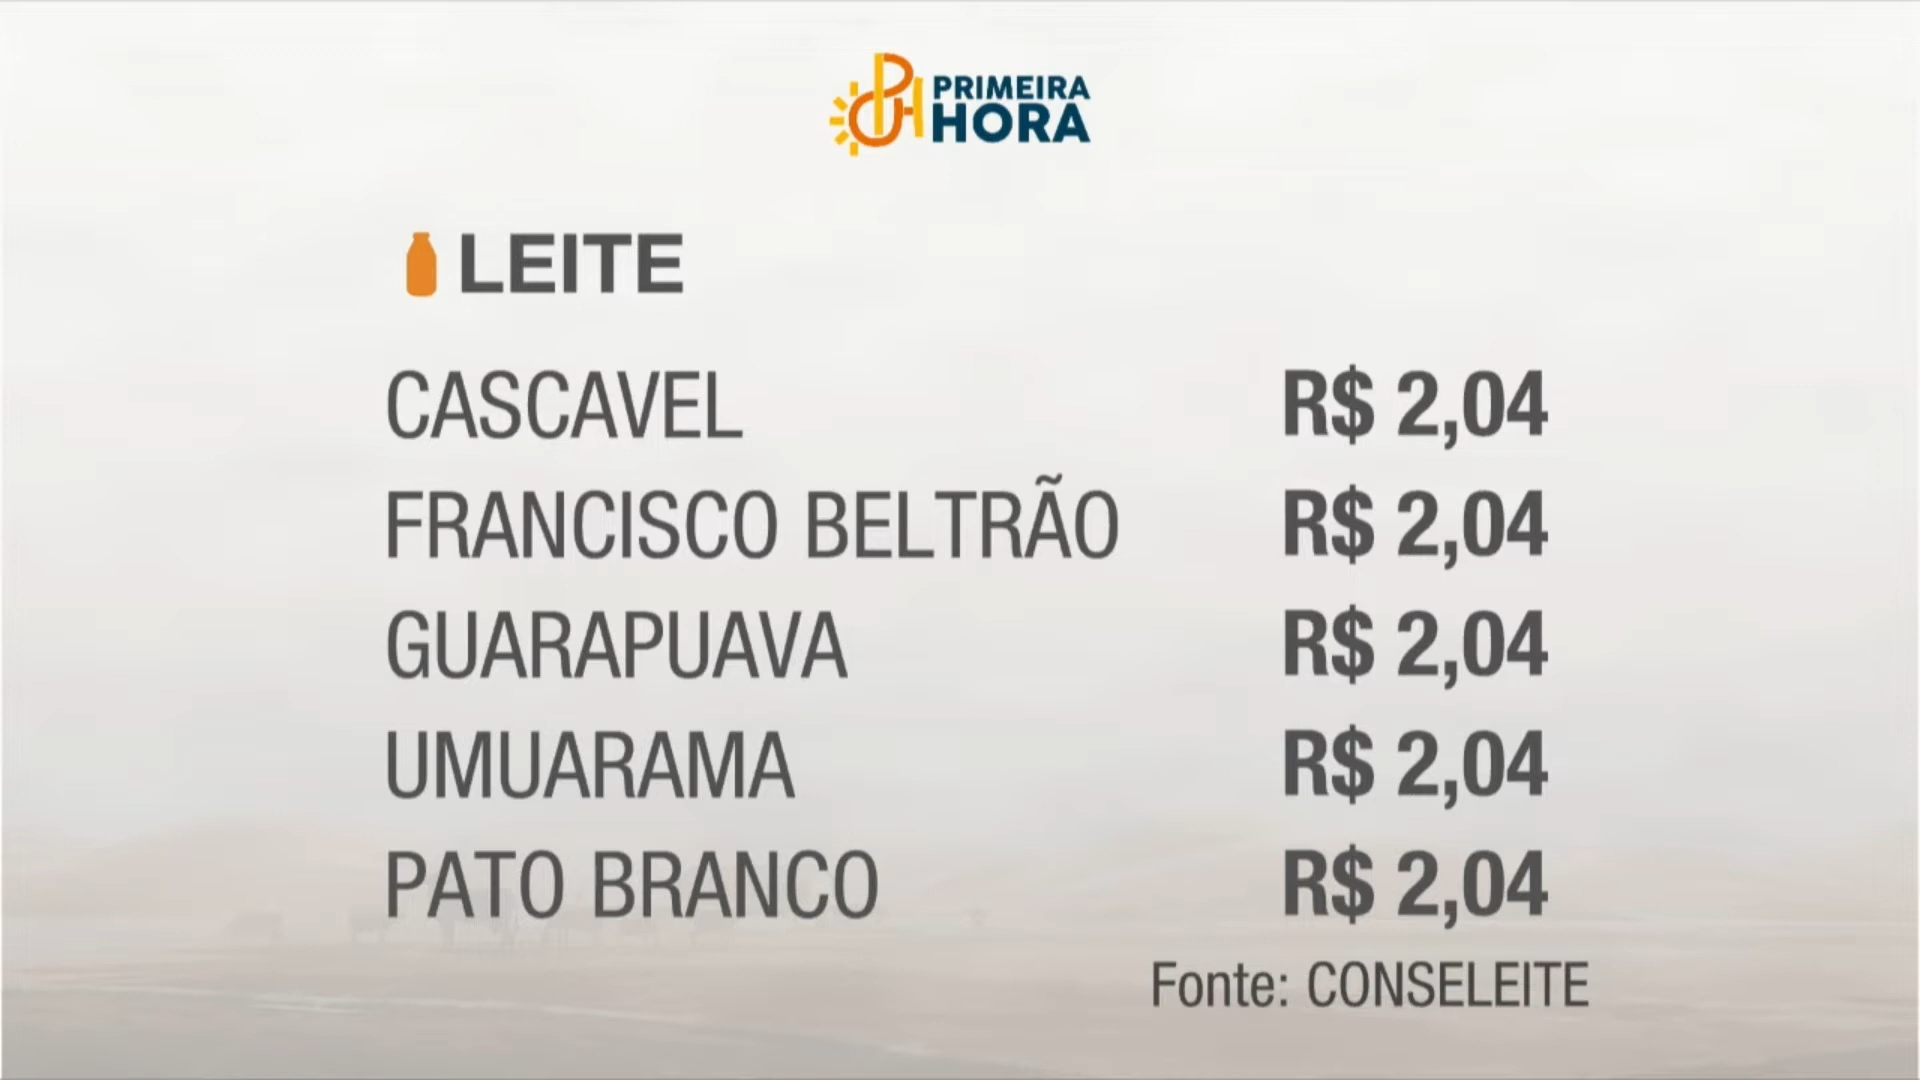 PRIMEIRA
HORA
LEITE
CASCAVEL R$ 2,04
FRANCISCO BELTRÃO R$ 2,04
GUARAPUAVA R$ 2,04
UMUARAMA R$ 2,04
PATO BRANCO R$ 2,04
Fonte: CONSELEITE